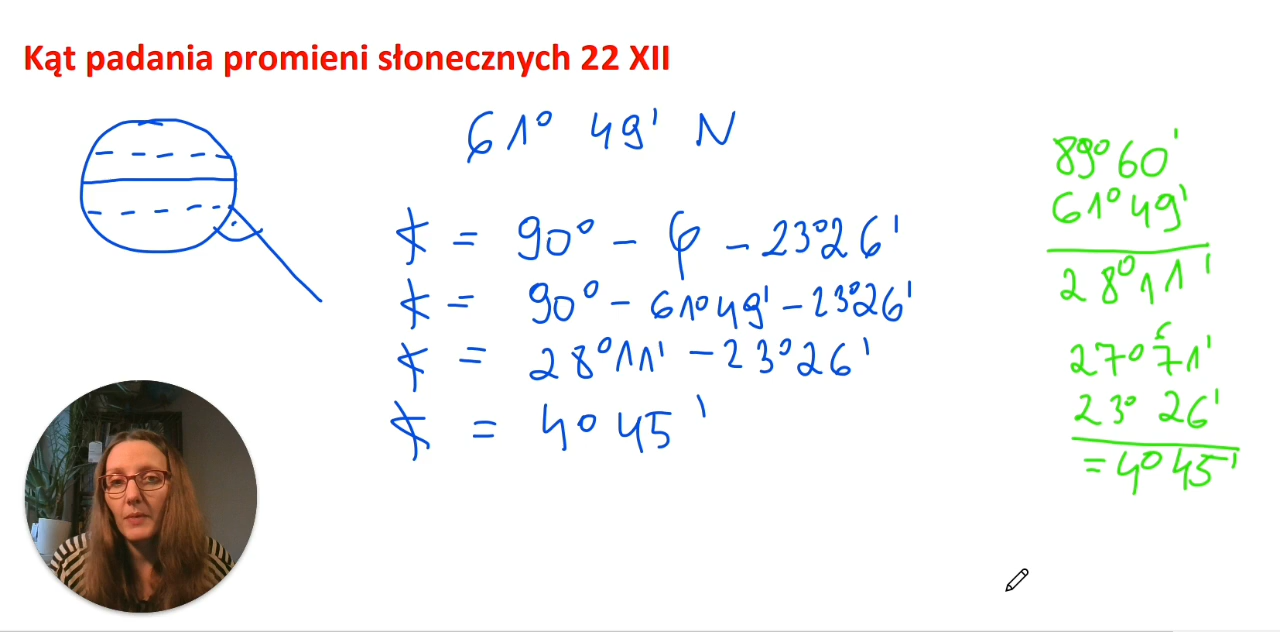 Kąt padania promieni słonecznych 22 XII
61° 49' N
∢ = 90° - φ - 23°26'
∢ = 90° - 61°49' - 23°26'
∢ = 28°11' - 23°26'
∢ = 4° 45'
89° 60'
61° 49'
28° 11'
6
27° 71'
23° 26'
= 4° 45'